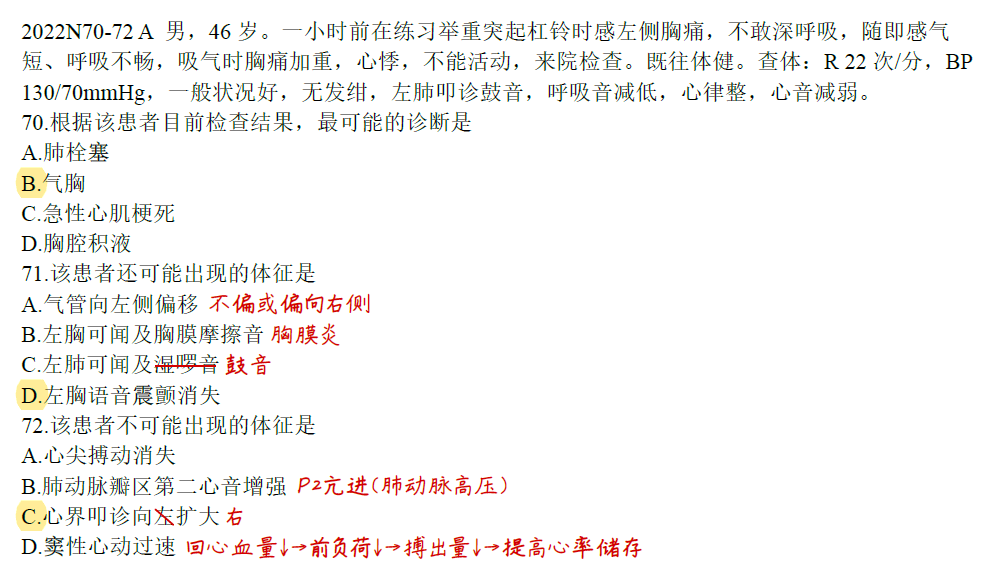 2022N70-72 A 男，46 岁。一小时前在练习举重突起杠铃时感左侧胸痛，不敢深呼吸，随即感气
短、呼吸不畅，吸气时胸痛加重，心悸，不能活动，来院检查。既往体健。查体：R 22 次/分，BP
130/70mmHg，一般状况好，无发绀，左肺叩诊鼓音，呼吸音减低，心律整，心音减弱。
70.根据该患者目前检查结果，最可能的诊断是
A.肺栓塞
B.气胸
C.急性心肌梗死
D.胸腔积液
71.该患者还可能出现的体征是
A.气管向左侧偏移 不偏或偏向右侧
B.左胸可闻及胸膜摩擦音 胸膜炎
C.左肺可闻及湿啰音 鼓音
D.左胸语音震颤消失
72.该患者不可能出现的体征是
A.心尖搏动消失
B.肺动脉瓣区第二心音增强 P2亢进(肺动脉高压)
C.心界叩诊向左扩大 右
D.窦性心动过速 回心血量↓→前负荷↓→搏出量↓→提高心率储存